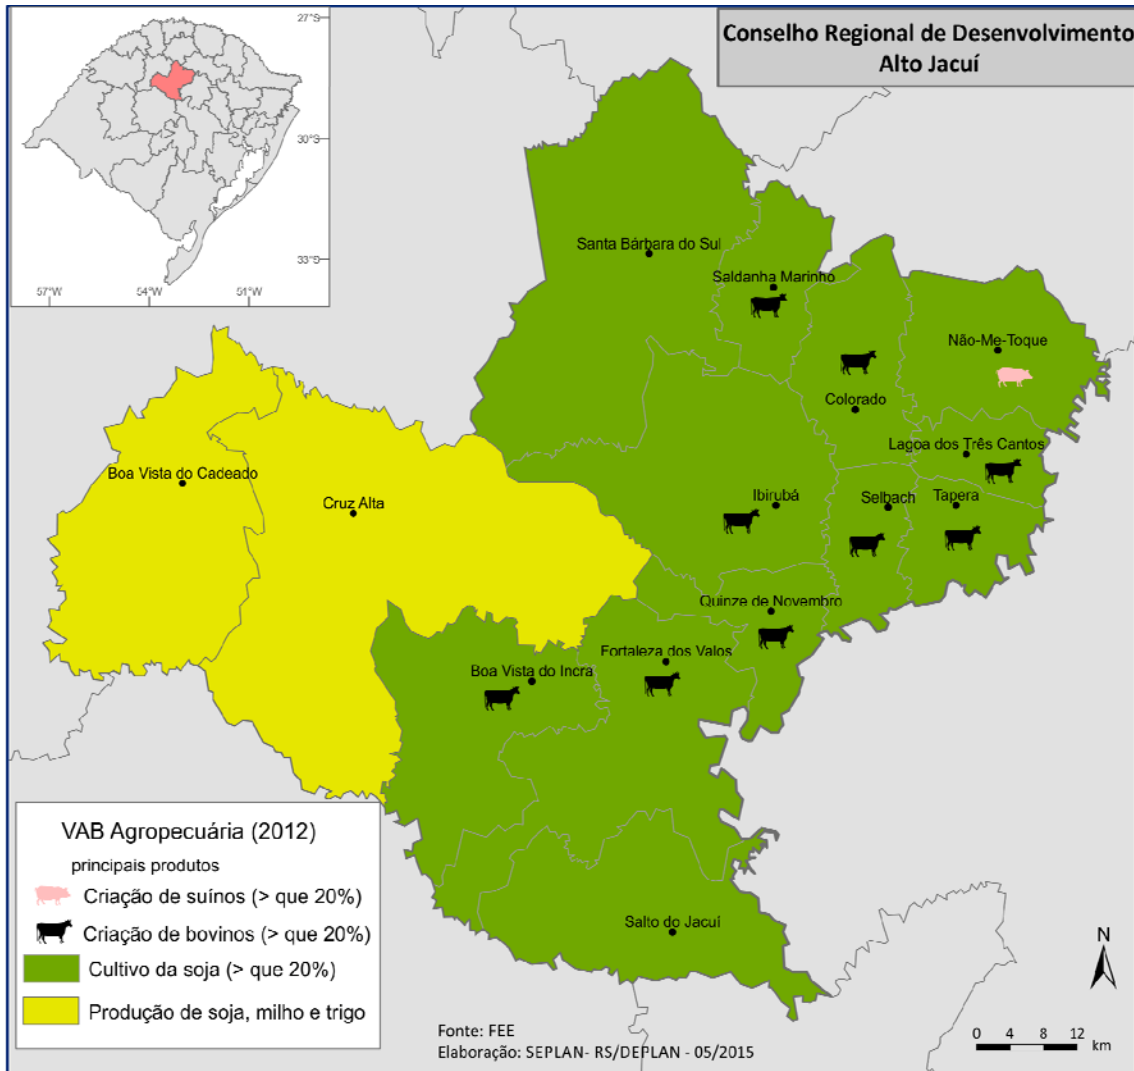 Conselho Regional de Desenvolvimento
Alto Jacuí
27°S
30°S
33°S
57°W
54°W
51°W
Santa Bárbara do Sul
Saldanha Marinho
Não-Me-Toque
Colorado
Lagoa dos Três Cantos
Boa Vista do Cadeado
Cruz Alta
Ibirubá
Selbach
Tapera
Quinze de Novembro
Fortaleza dos Valos
Boa Vista do Incra
Salto do Jacuí
VAB Agropecuária (2012)
principais produtos
Criação de suínos (> que 20%)
Criação de bovinos (> que 20%)
Cultivo da soja (> que 20%)
Produção de soja, milho e trigo
Fonte: FEE
Elaboração: SEPLAN- RS/DEPLAN - 05/2015
N
0 4 8 12
km